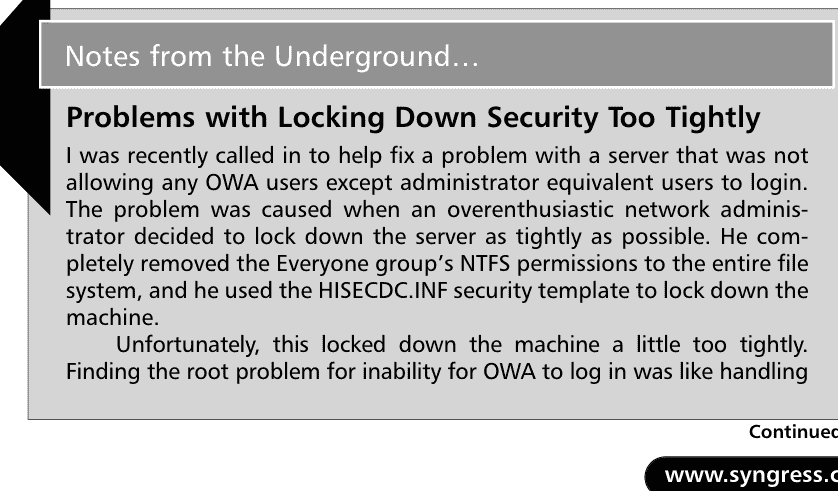 Notes from the Underground…
Problems with Locking Down Security Too Tightly
I was recently called in to help fix a problem with a server that was not
allowing any OWA users except administrator equivalent users to login.
The problem was caused when an overenthusiastic network adminis-
trator decided to lock down the server as tightly as possible. He com-
pletely removed the Everyone group’s NTFS permissions to the entire file
system, and he used the HISECDC.INF security template to lock down the
machine.
Unfortunately, this locked down the machine a little too tightly.
Finding the root problem for inability for OWA to log in was like handling
Continued
www.syngress.c